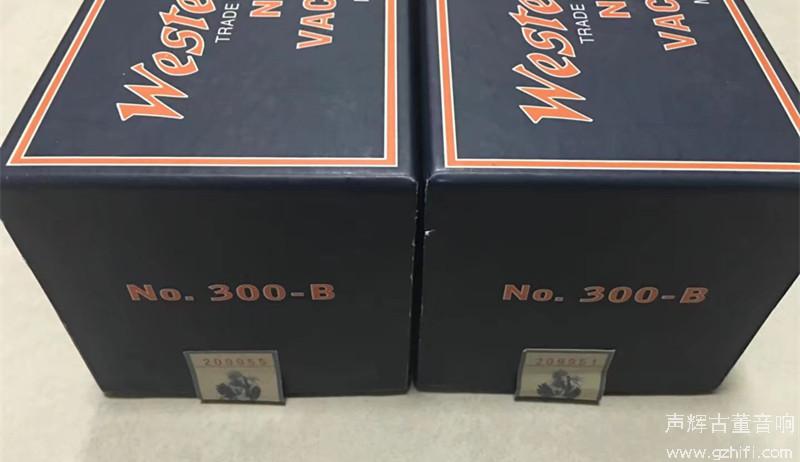 Weste
TRADE
N
VAC
Weste
TRADE
N
VAC
No. 300-B
No. 300-B
209955
209951
声辉古董音响
www.gzhifi.com